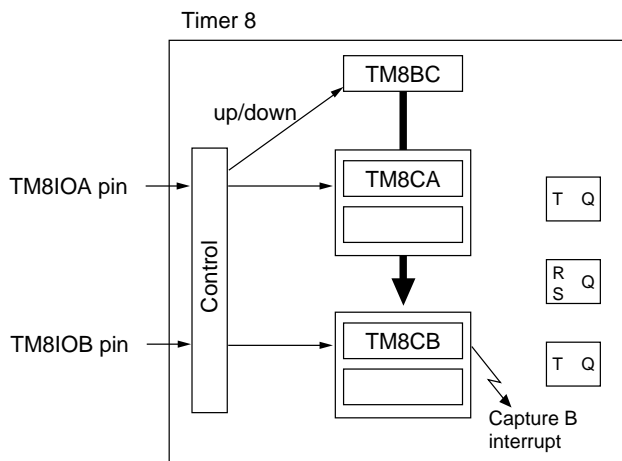 Timer 8
TM8BC
up/down
TM8IOA pin
TM8CA
T Q
Control
R
S Q
TM8IOB pin
TM8CB
T Q
Capture B
interrupt